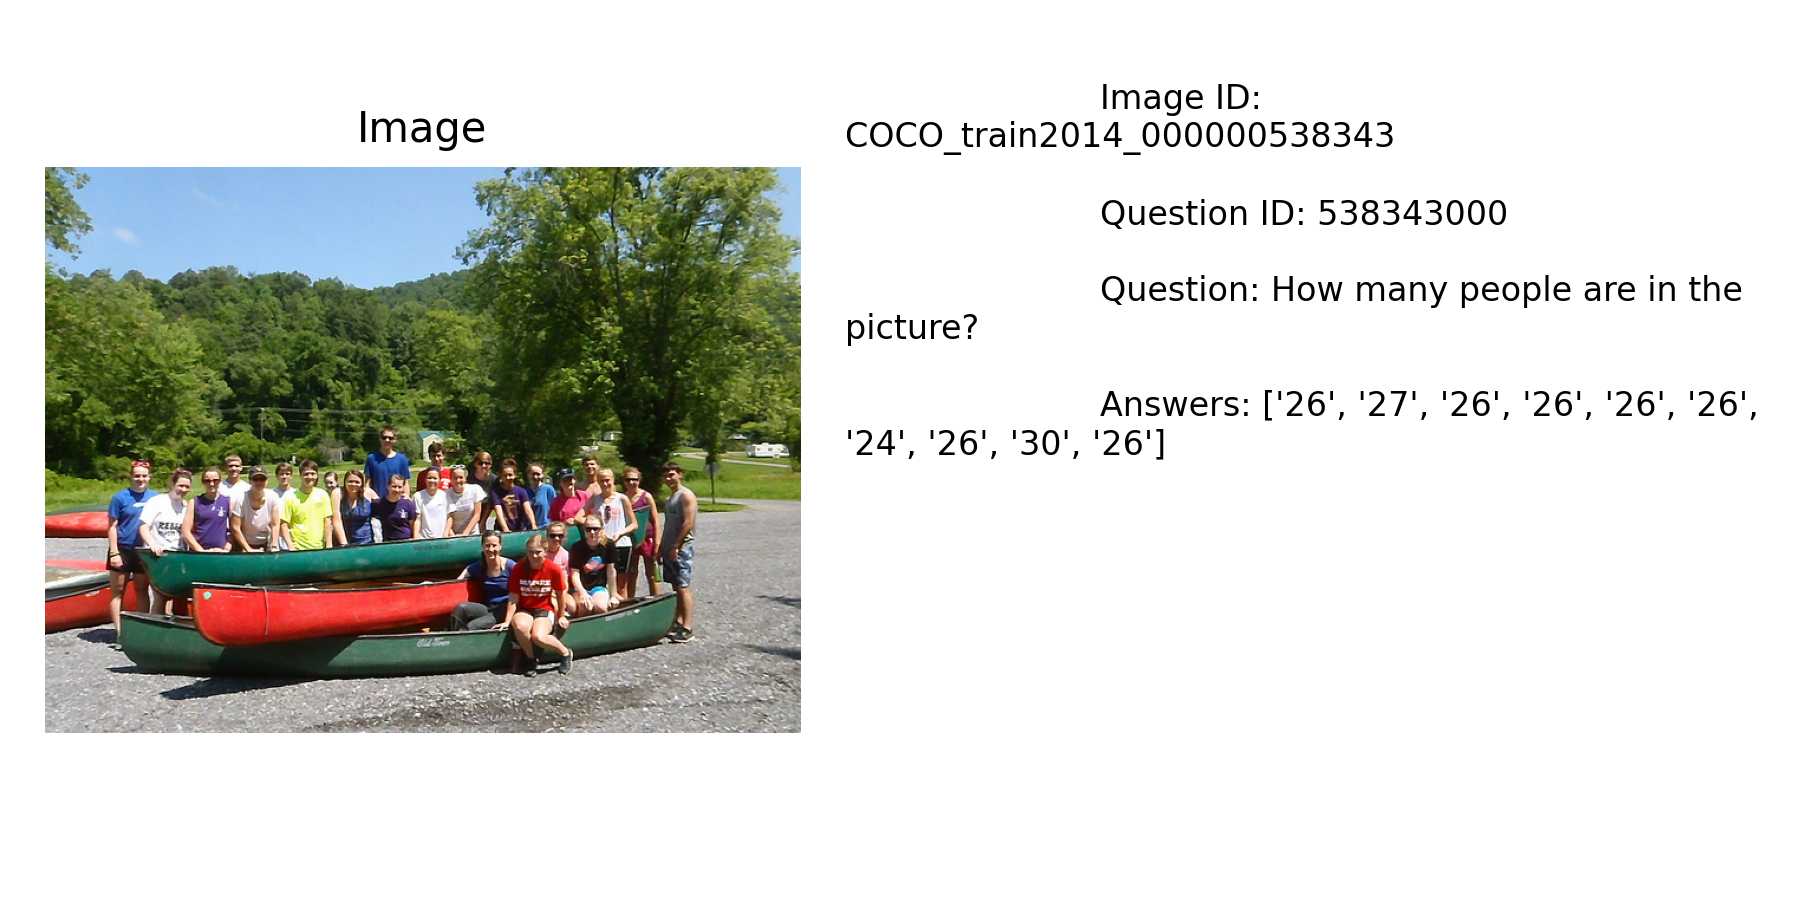 Image
Image ID:
COCO_train2014_000000538343
Question ID: 538343000
Question: How many people are in the
picture?
Answers: ['26', '27', '26', '26', '26', '26',
'24', '26', '30', '26']